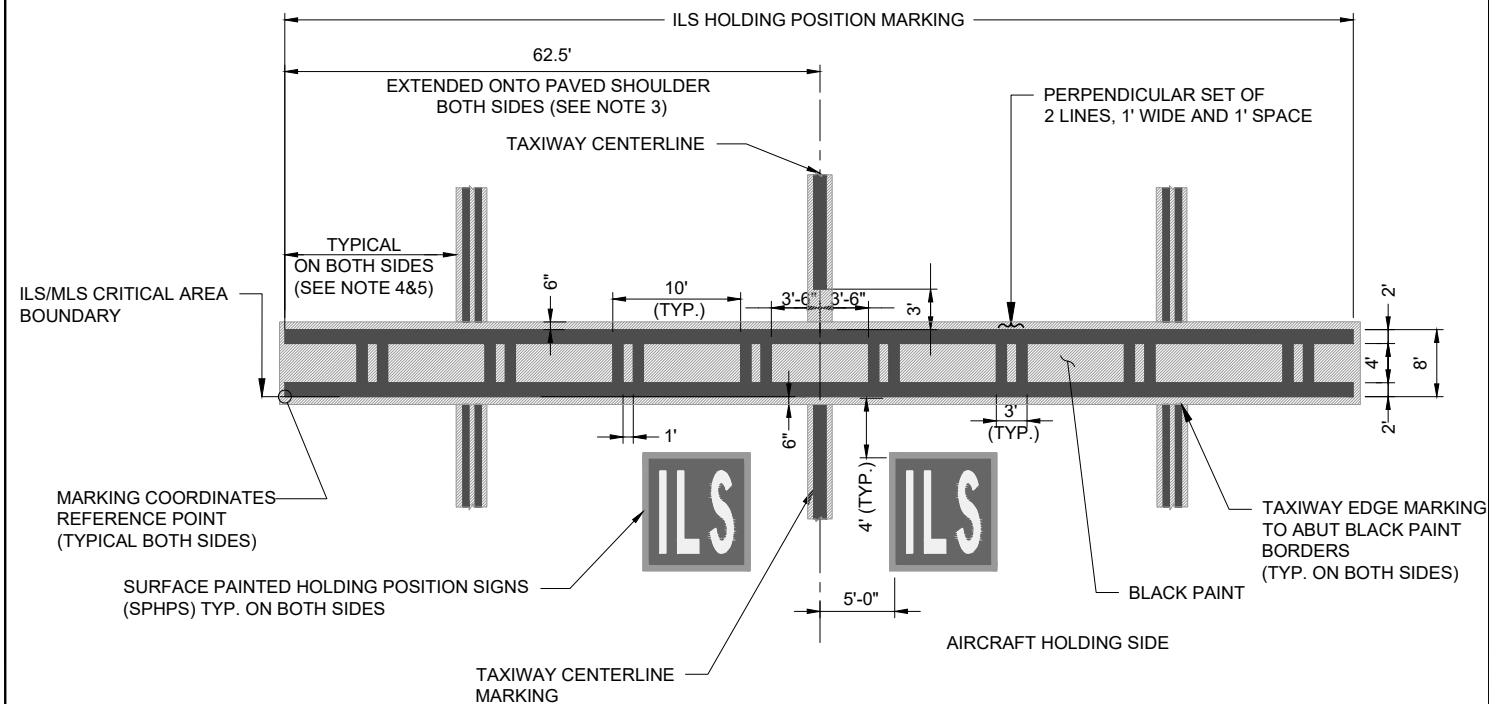 ILS HOLDING POSITION MARKING
62.5'
EXTENDED ONTO PAVED SHOULDER
BOTH SIDES (SEE NOTE 3)
PERPENDICULAR SET OF
2 LINES, 1' WIDE AND 1' SPACE
TAXIWAY CENTERLINE
TYPICAL
ON BOTH SIDES
(SEE NOTE 4&5)
ILS/MLS CRITICAL AREA
BOUNDARY
6"
10'
(TYP.)
3'-6"
3'-6"
3'
2'
4'
8'
2'
1'
6"
3'
(TYP.)
4' (TYP.)
ILS
ILS
MARKING COORDINATES
REFERENCE POINT
(TYPICAL BOTH SIDES)
TAXIWAY EDGE MARKING
TO ABUT BLACK PAINT
BORDERS
(TYP. ON BOTH SIDES)
SURFACE PAINTED HOLDING POSITION SIGNS
(SPHPS) TYP. ON BOTH SIDES
5'-0"
BLACK PAINT
AIRCRAFT HOLDING SIDE
TAXIWAY CENTERLINE
MARKING